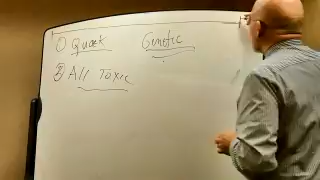 ① Quack Genetic
② All Toxic